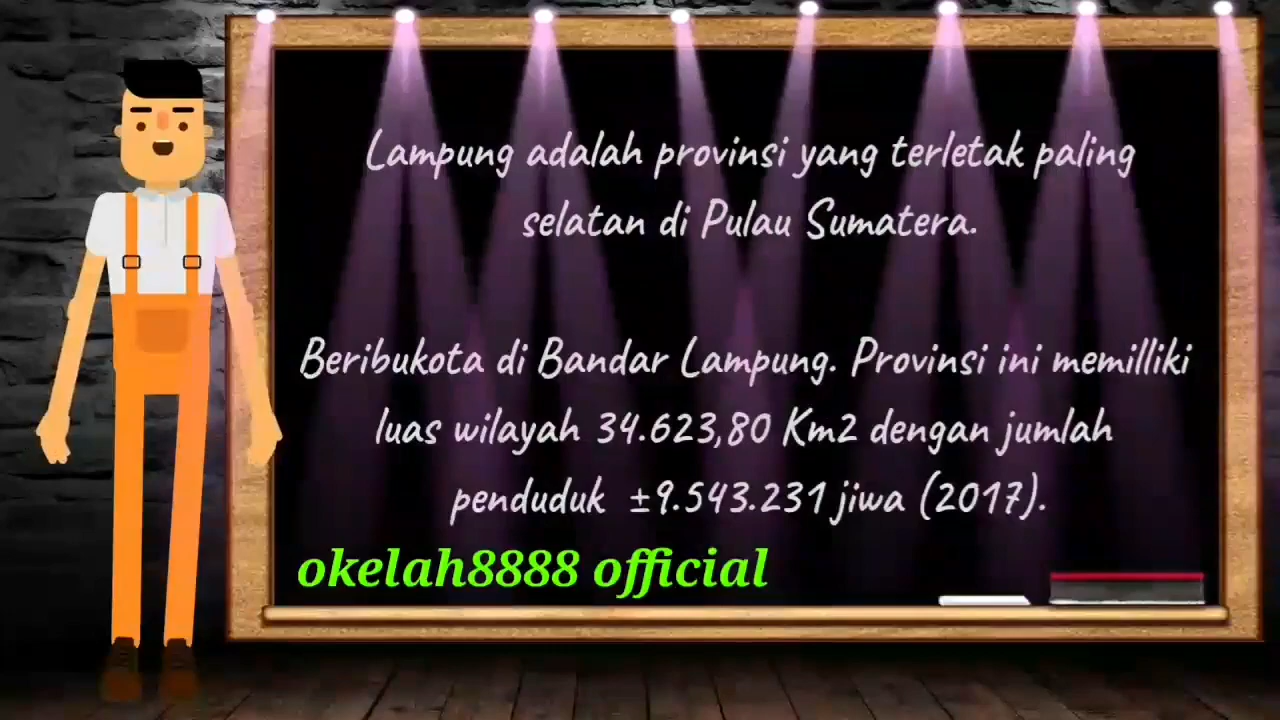 Lampung adalah provinsi yang terletak paling
selatan di Pulau Sumatera.
Beribukota di Bandar Lampung. Provinsi ini memilliki
luas wilayah 34.623,80 Km2 dengan jumlah
penduduk ±9.543.231 jiwa (2017).
okelah8888 official